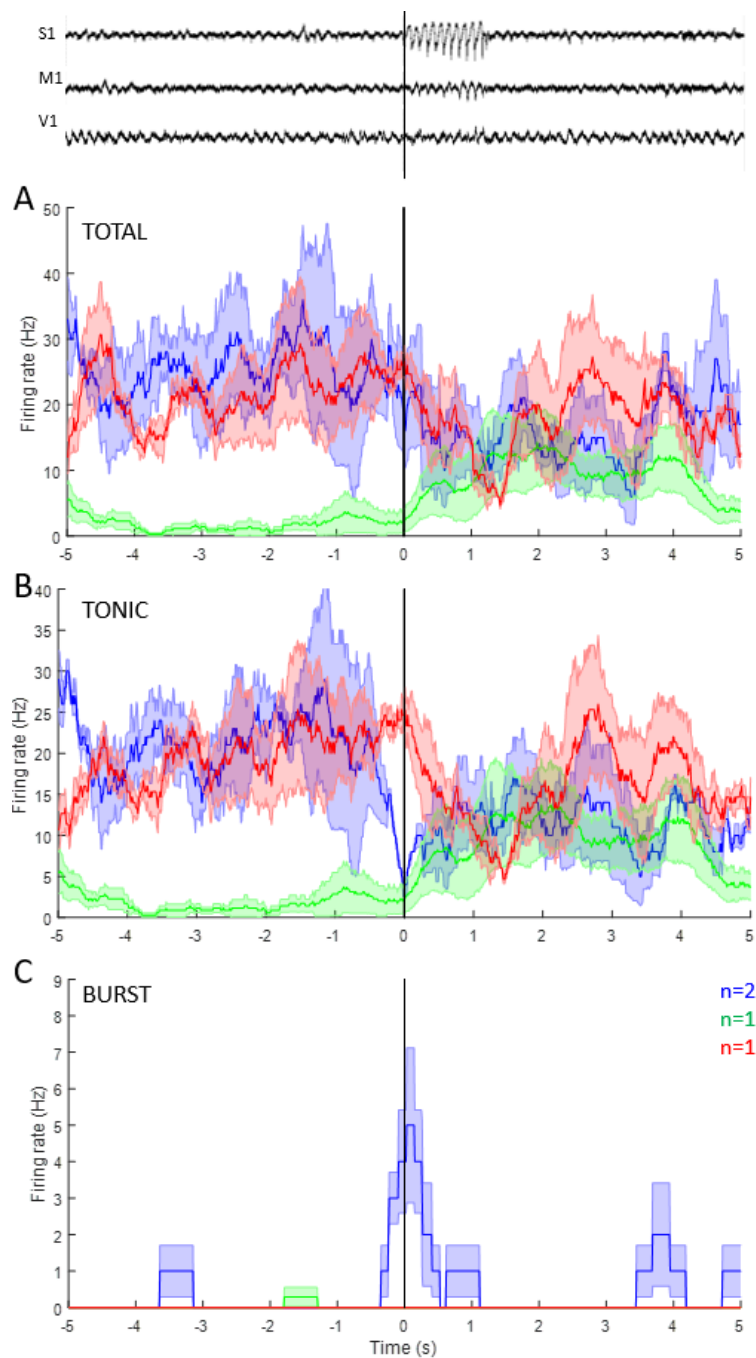 S1
M1
V1
A
TOTAL
50
40
30
20
10
0
Firing rate (Hz)
-5 -4 -3 -2 -1 0 1 2 3 4 5
B
TONIC
40
35
30
25
20
15
10
5
0
Firing rate (Hz)
-5 -4 -3 -2 -1 0 1 2 3 4 5
C
BURST
n=2
n=1
n=1
9
8
7
6
5
4
3
2
1
0
Firing rate (Hz)
-5 -4 -3 -2 -1 0 1 2 3 4 5
Time (s)